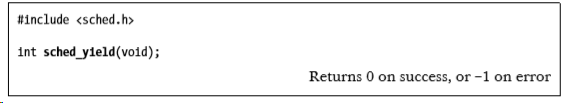 #include <sched.h>
int sched_yield(void);
Returns 0 on success, or –1 on error